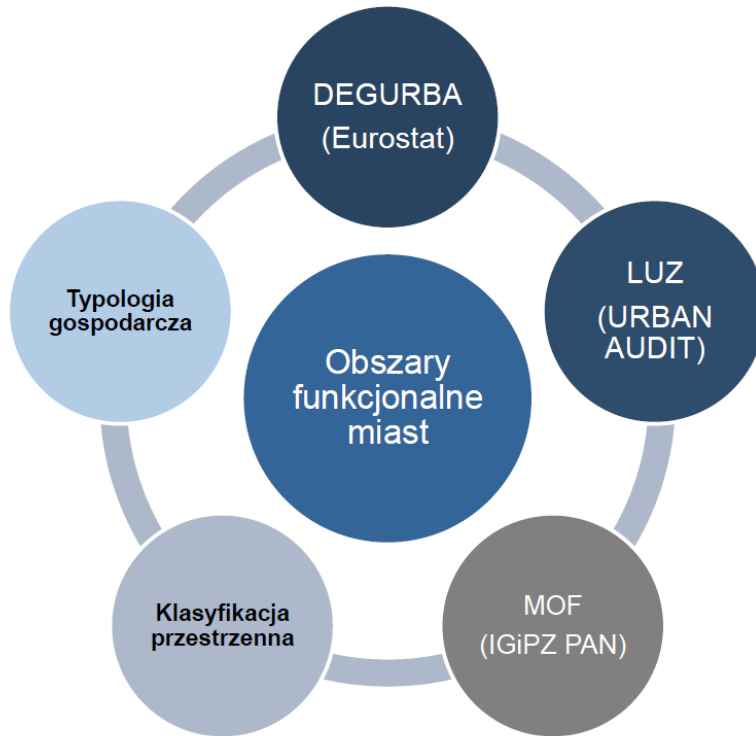 DEGURBA
(Eurostat)
LUZ
(URBAN
AUDIT)
MOF
(IGiPZ PAN)
Klasyfikacja
przestrzenna
Typologia
gospodarcza
Obszary
funkcjonalne
miast